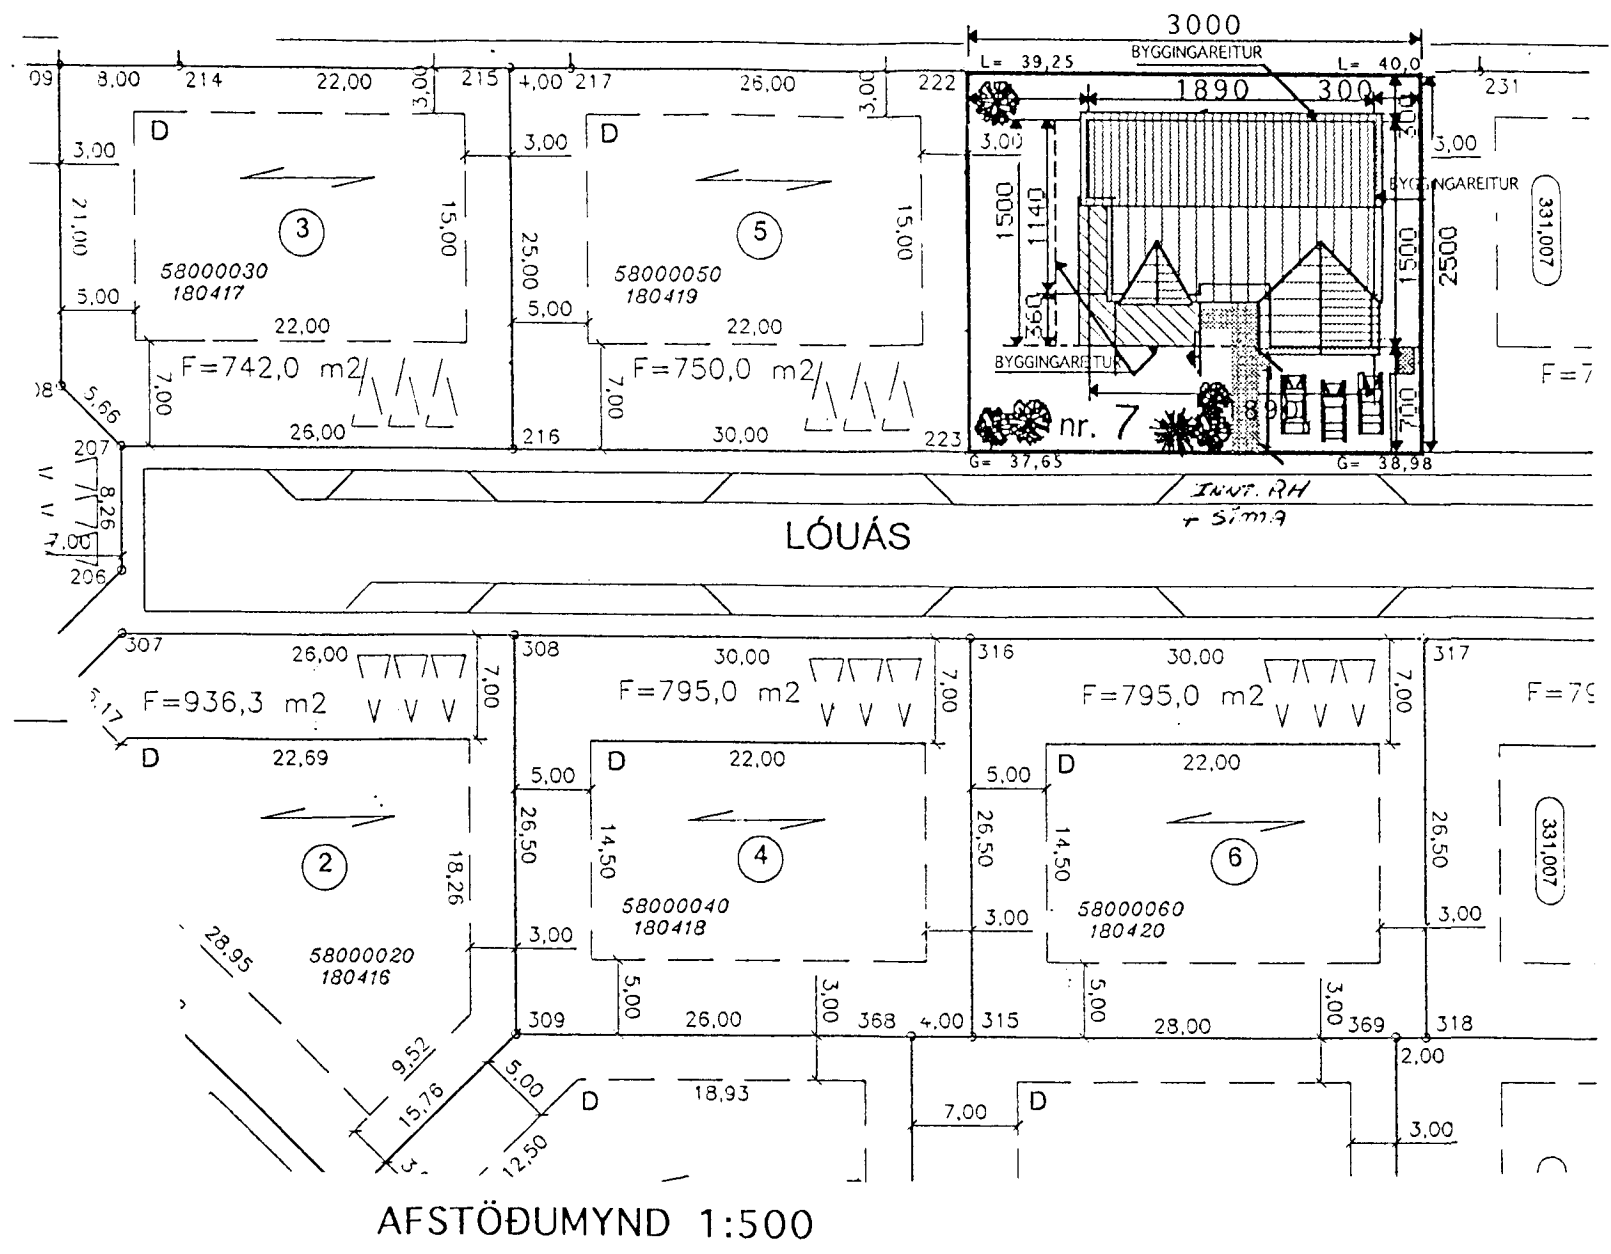 3000
BYGGINGAREITUR
L= 39,25
L= 40,0
09 8,00 214 22,00 3,00 215 4,00 217 26,00 3,00 222 1890 300 300 231
D D
3,00 3,00 3,00 3,00
BYGGINGAREITUR
21,00 3 15,00 25,00 5 15,00 1500 1140 1500 2500 331,007
58000030 58000050
180417 180419
5,00 22,00 5,00 22,00 360
BYGGINGAREITUR
F=742,0 m2 F=750,0 m2 F=7
7,00 7,00 700
08 5,66
26,00 30,00 nr. 7 1890
207 216 223
G= 37,65 G= 38,98
8,26
INNT. RH
+ SÍMA
LÓUÁS
7,00
206
307 26,00 308 30,00 316 30,00 317
7,00 7,00 7,00
F=936,3 m2 F=795,0 m2 F=795,0 m2 F=79
17
D 22,69 D 22,00 D 22,00
5,00 5,00
26,50 26,50 26,50
2 18,26 14,50 4 14,50 6 331,007
58000040 58000060
180418 180420
28,95 3,00 3,00 3,00
58000020
180416
5,00 3,00 5,00 3,00
309 26,00 368 4,00 315 28,00 369 318
2,00
9,52 5,00
15,76 D 18,93 D
7,00 3,00
12,50
AFSTÖÐUMYND 1:500